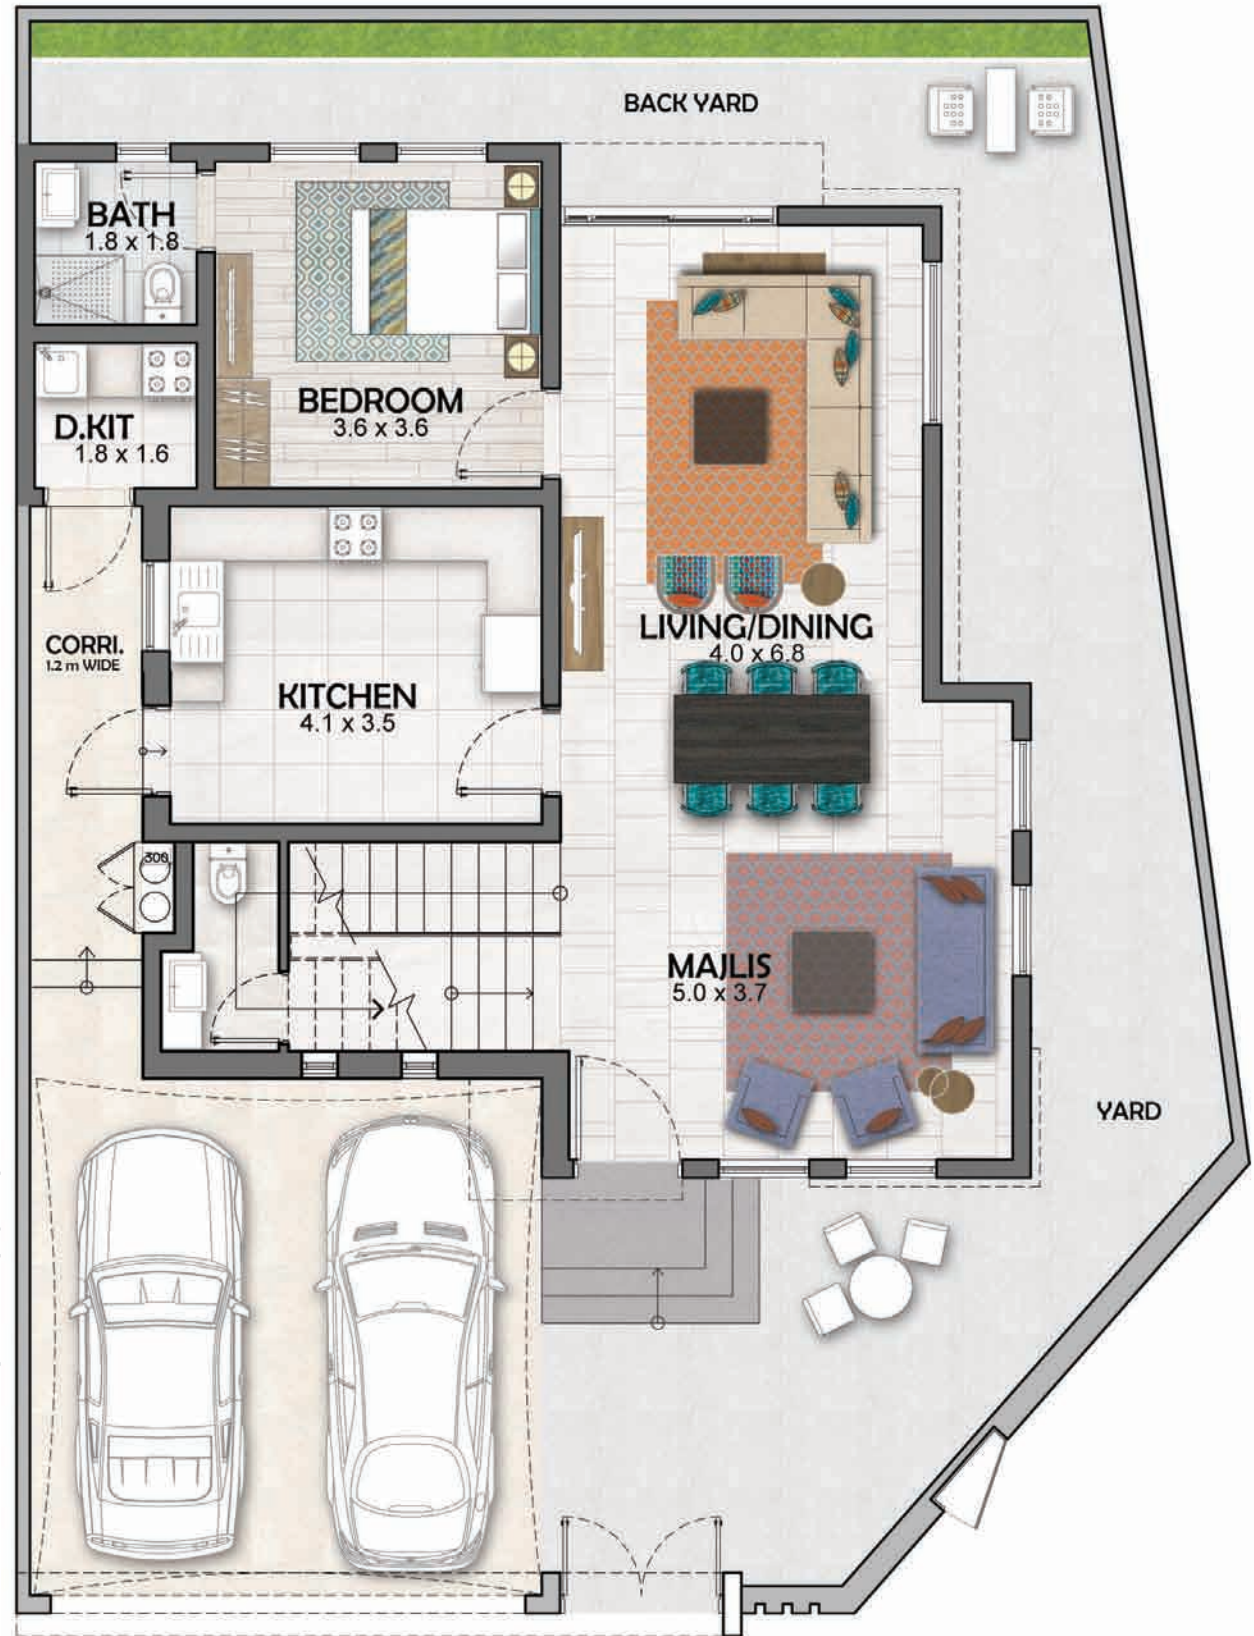 BACK YARD
BATH
1.8 x 1.8
BEDROOM
3.6 x 3.6
D.KIT
1.8 x 1.6
CORRI.
1.2 m WIDE
LIVING/DINING
4.0 x 6.8
KITCHEN
4.1 x 3.5
300
MAJLIS
5.0 x 3.7
YARD